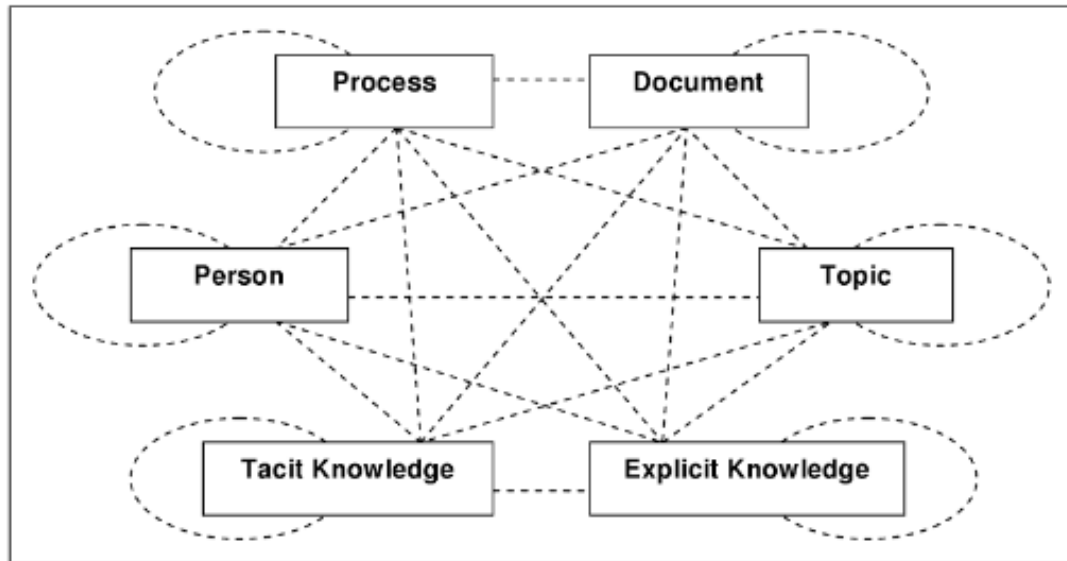 Process
Document
Person
Topic
Tacit Knowledge
Explicit Knowledge